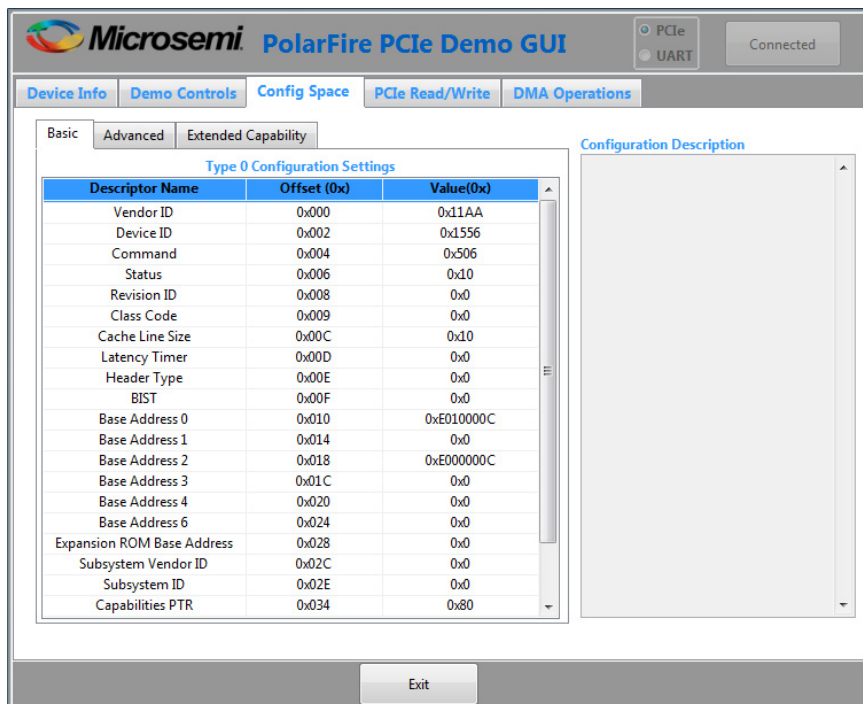 Microsemi. PolarFire PCIe Demo GUI
PCIe
UART
Connected
Device Info Demo Controls Config Space PCIe Read/Write DMA Operations
Basic Advanced Extended Capability
Configuration Description
Type 0 Configuration Settings
Descriptor Name Offset (0x) Value(0x)
Vendor ID 0x000 0x11AA
Device ID 0x002 0x1556
Command 0x004 0x506
Status 0x006 0x10
Revision ID 0x008 0x0
Class Code 0x009 0x0
Cache Line Size 0x00C 0x10
Latency Timer 0x00D 0x0
Header Type 0x00E 0x0
BIST 0x00F 0x0
Base Address 0 0x010 0xE010000C
Base Address 1 0x014 0x0
Base Address 2 0x018 0xE000000C
Base Address 3 0x01C 0x0
Base Address 4 0x020 0x0
Base Address 6 0x024 0x0
Expansion ROM Base Address 0x028 0x0
Subsystem Vendor ID 0x02C 0x0
Subsystem ID 0x02E 0x0
Capabilities PTR 0x034 0x80
Exit